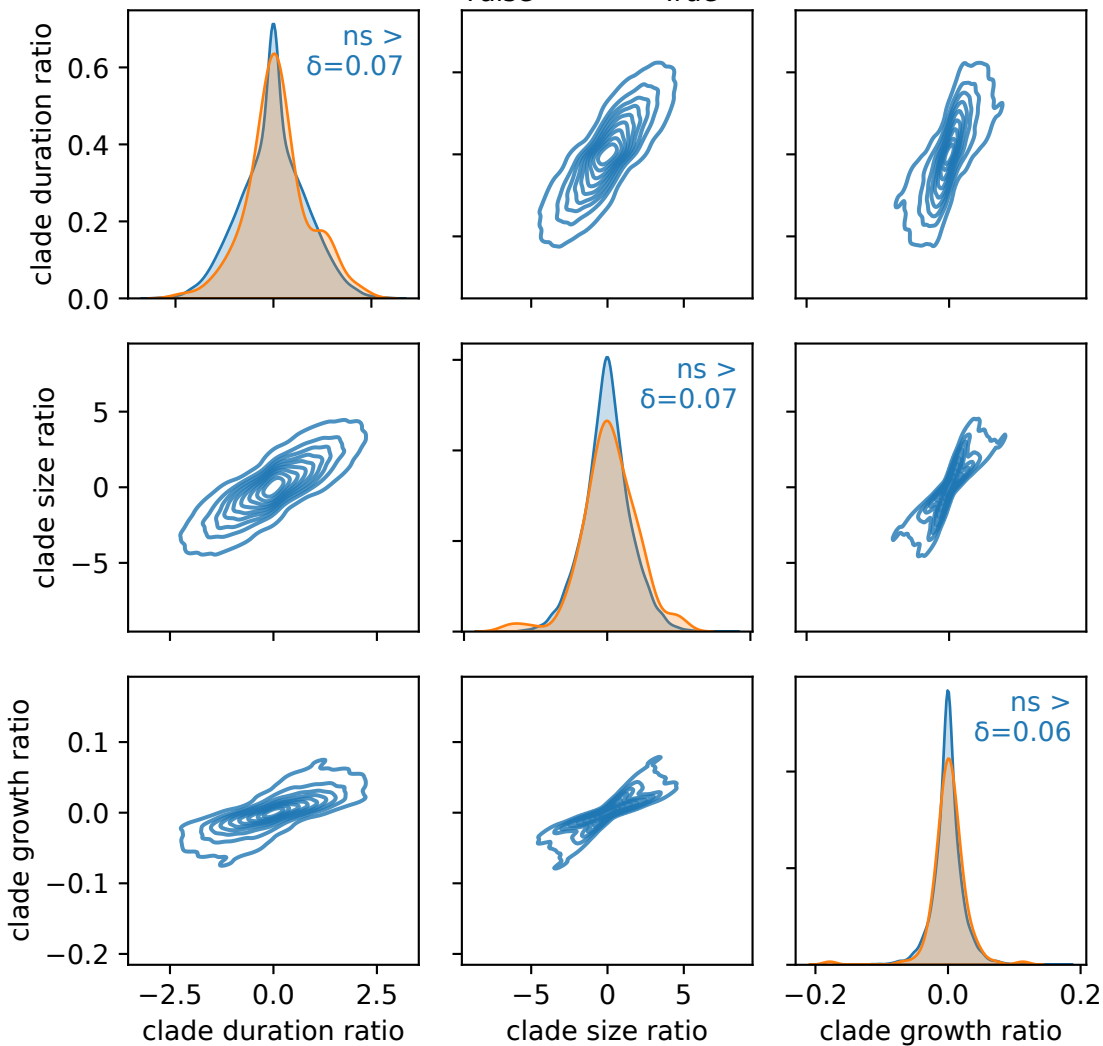 ns >
δ=0.07
clade duration ratio
0.6
0.4
0.2
0.0
ns >
δ=0.07
clade size ratio
5
0
−5
ns >
δ=0.06
clade growth ratio
0.1
0.0
−0.1
−0.2
−2.5 0.0 2.5
−5 0 5
−0.2 0.0 0.2
clade duration ratio
clade size ratio
clade growth ratio